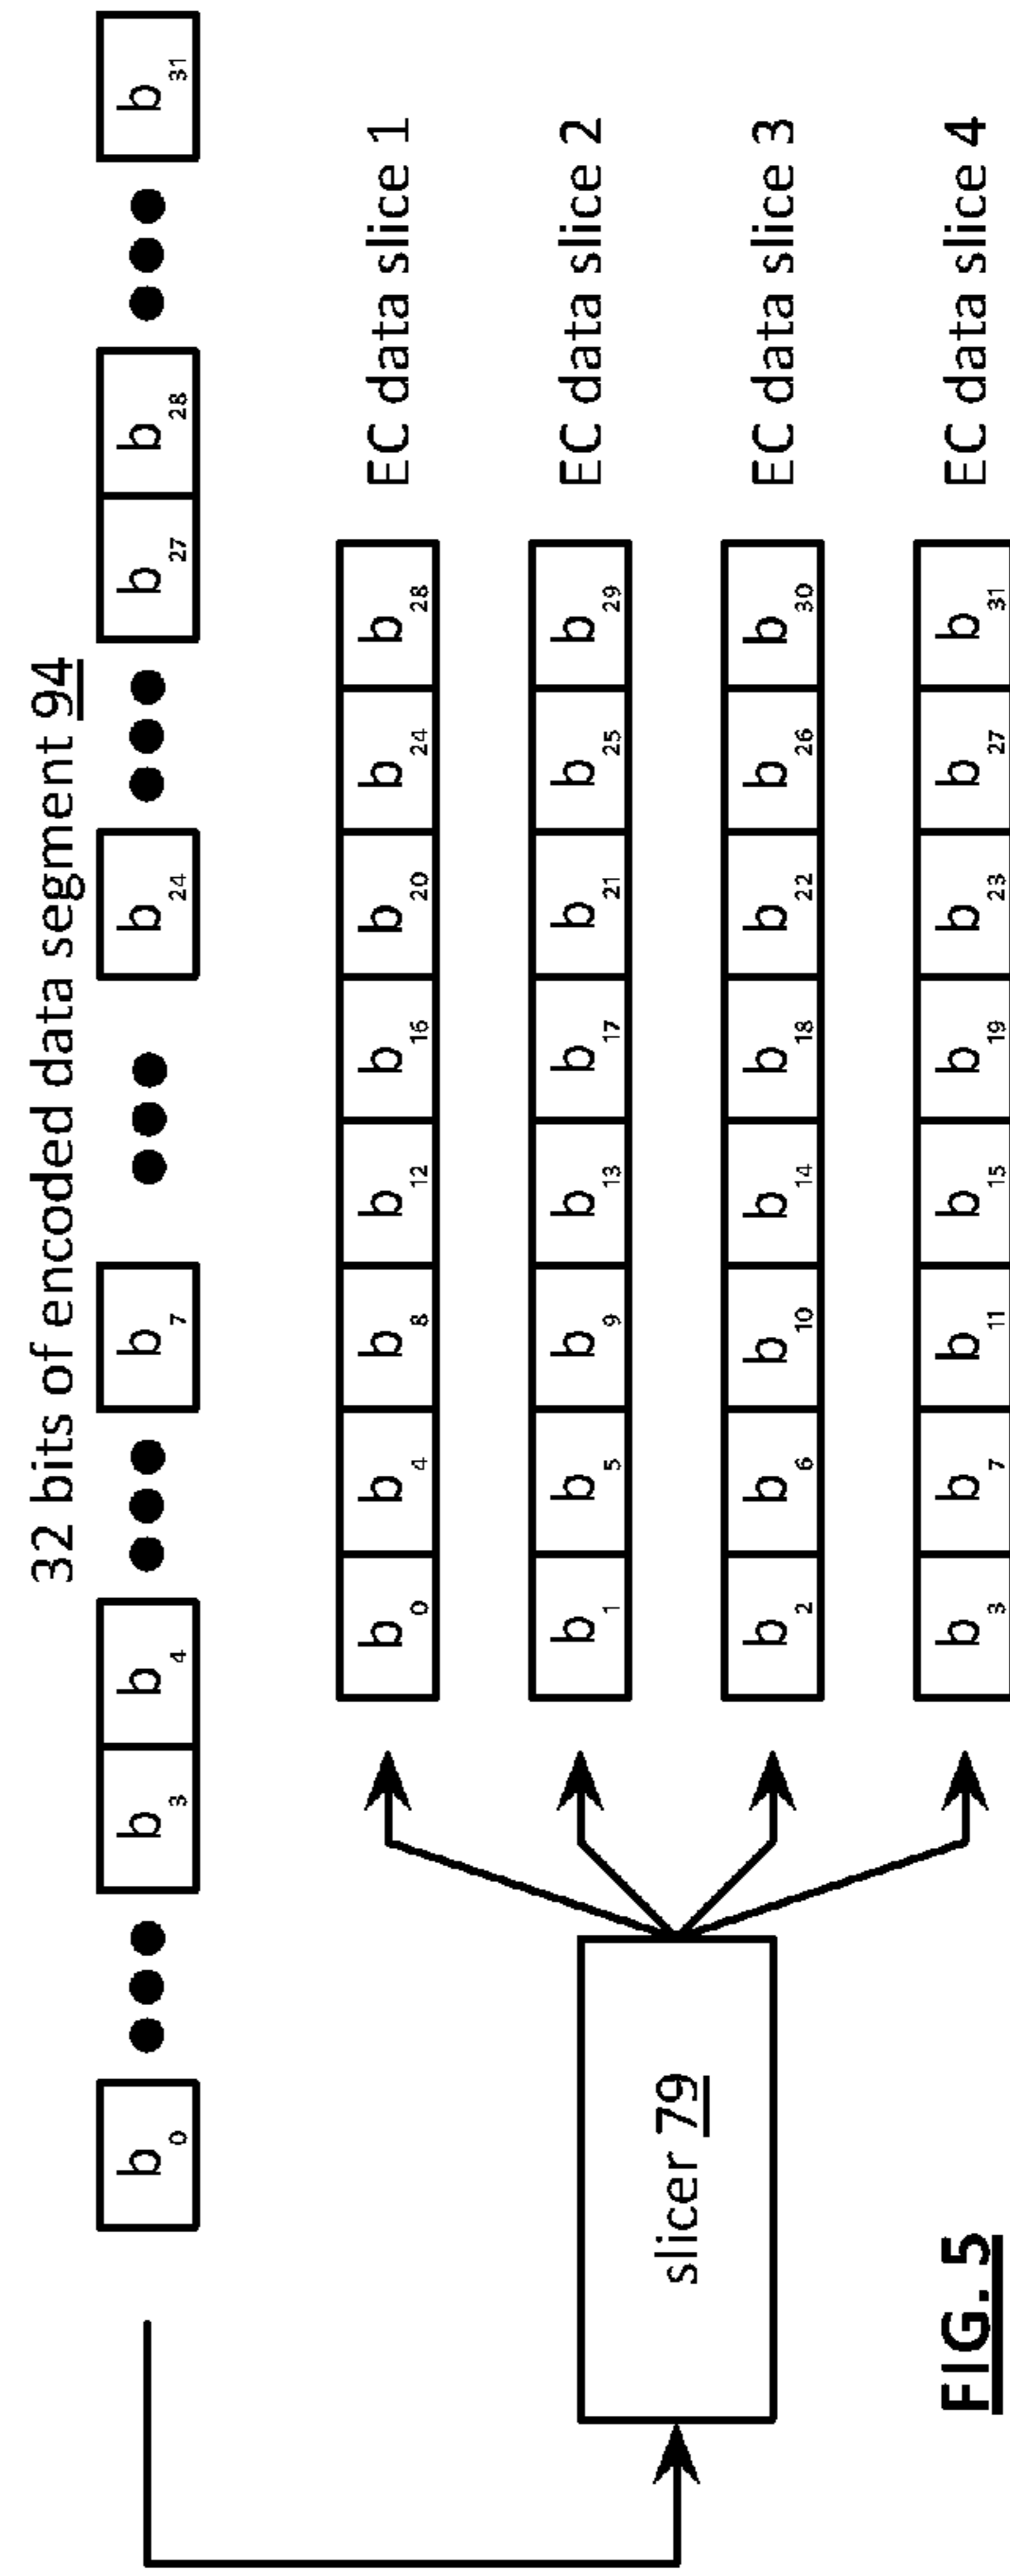 32 bits of encoded data segment 94
b0 ●●● b3 b4 ●●● b7 ●●● b24 ●●● b27 b28 ●●● b31
b0 b4 b8 b12 b16 b20 b24 b28 EC data slice 1
b1 b5 b9 b13 b17 b21 b25 b29 EC data slice 2
slicer 79
b2 b6 b10 b14 b18 b22 b26 b30 EC data slice 3
b3 b7 b11 b15 b19 b23 b27 b31 EC data slice 4
FIG. 5